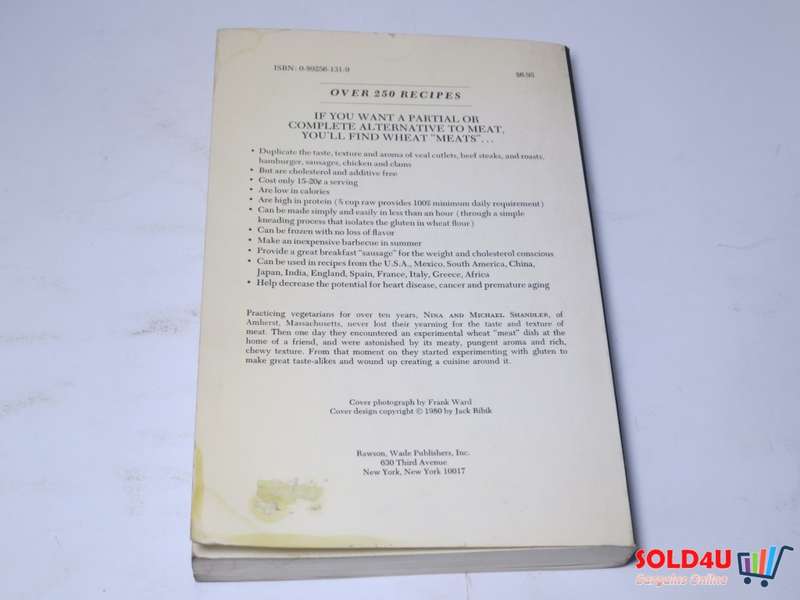 ISBN: 0-89256-131-9
$6.95
OVER 250 RECIPES
IF YOU WANT A PARTIAL OR
COMPLETE ALTERNATIVE TO MEAT,
YOU'LL FIND WHEAT "MEATS"...
• Duplicate the taste, texture and aroma of veal cutlets, beef steaks, and roasts,
hamburger, sausages, chicken and clams
• But are cholesterol and additive free
• Cost only 15-20¢ a serving
• Are low in calories
• Are high in protein (5 cup raw provides 100% minimum daily requirement)
• Can be made simply and easily in less than an hour (through a simple
kneading process that isolates the gluten in wheat flour)
• Can be frozen with no loss of flavor
• Make an inexpensive barbecue in summer
• Provide a great breakfast "sausage" for the weight and cholesterol conscious
• Can be used in recipes from the U.S.A., Mexico, South America, China,
Japan, India, England, Spain, France, Italy, Greece, Africa
• Help decrease the potential for heart disease, cancer and premature aging
Practicing vegetarians for over ten years, NINA AND MICHAEL SHANDLER, of
Amherst, Massachusetts, never lost their yearning for the taste and texture of
meat. Then one day they encountered an experimental wheat "meat" dish at the
home of a friend, and were astonished by its meaty, pungent aroma and rich,
chewy texture. From that moment on they started experimenting with gluten to
make great taste-alikes and wound up creating a cuisine around it.
Cover photograph by Frank Ward
Cover design copyright © 1980 by Jack Ribik
Rawson, Wade Publishers, Inc.
630 Third Avenue
New York, New York 10017
SOLD4U
Bargains Online